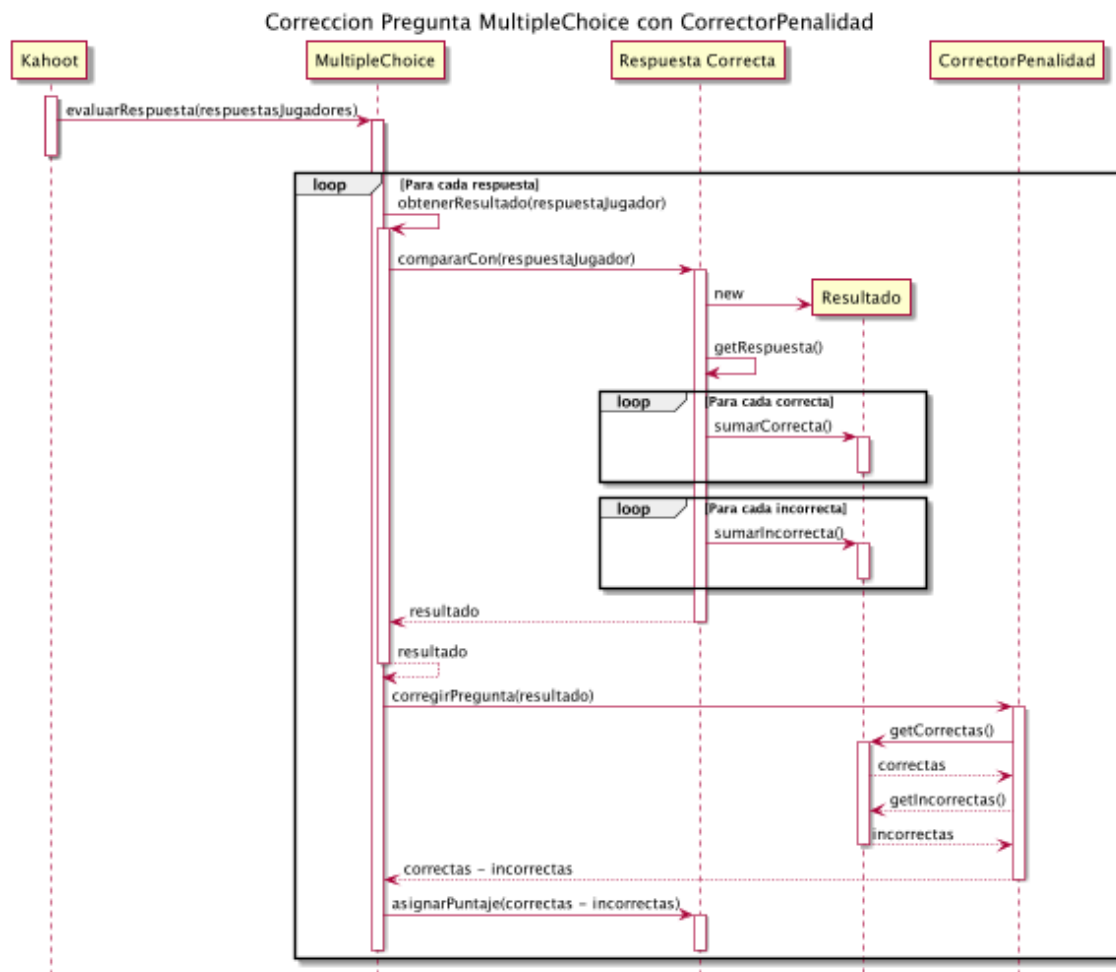 Correccion Pregunta MultipleChoice con CorrectorPenalidad
Kahoot
MultipleChoice
Respuesta Correcta
CorrectorPenalidad
evaluarRespuesta(respuestasJugadores)
loop
[Para cada respuesta]
obtenerResultado(respuestaJugador)
compararCon(respuestaJugador)
new
Resultado
getRespuesta()
loop
[Para cada correcta]
sumarCorrecta()
loop
[Para cada incorrecta]
sumarIncorrecta()
resultado
resultado
corregirPregunta(resultado)
getCorrectas()
correctas
getIncorrectas()
incorrectas
correctas - incorrectas
asignarPuntaje(correctas - incorrectas)